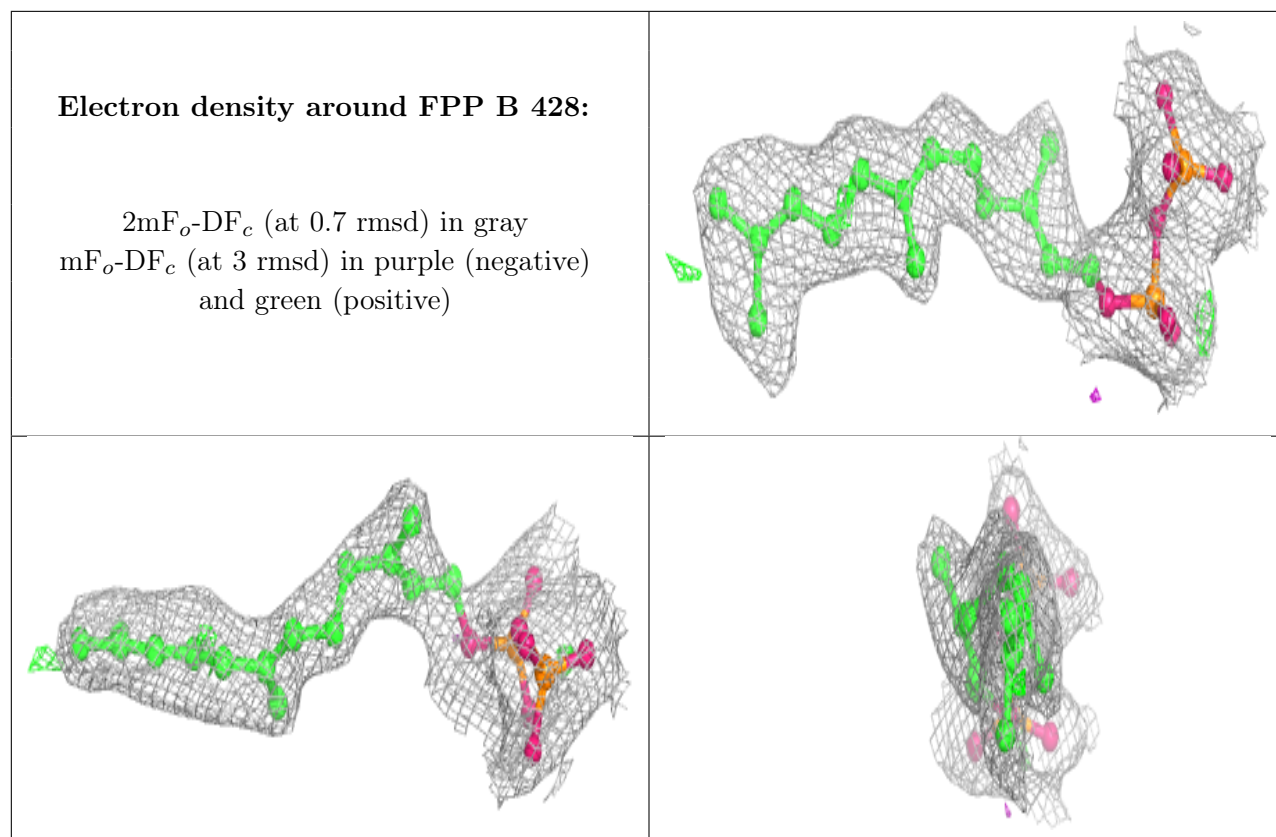 Electron density around FPP B 428:
2mFo-DFc (at 0.7 rmsd) in gray
mFo-DFc (at 3 rmsd) in purple (negative)
and green (positive)